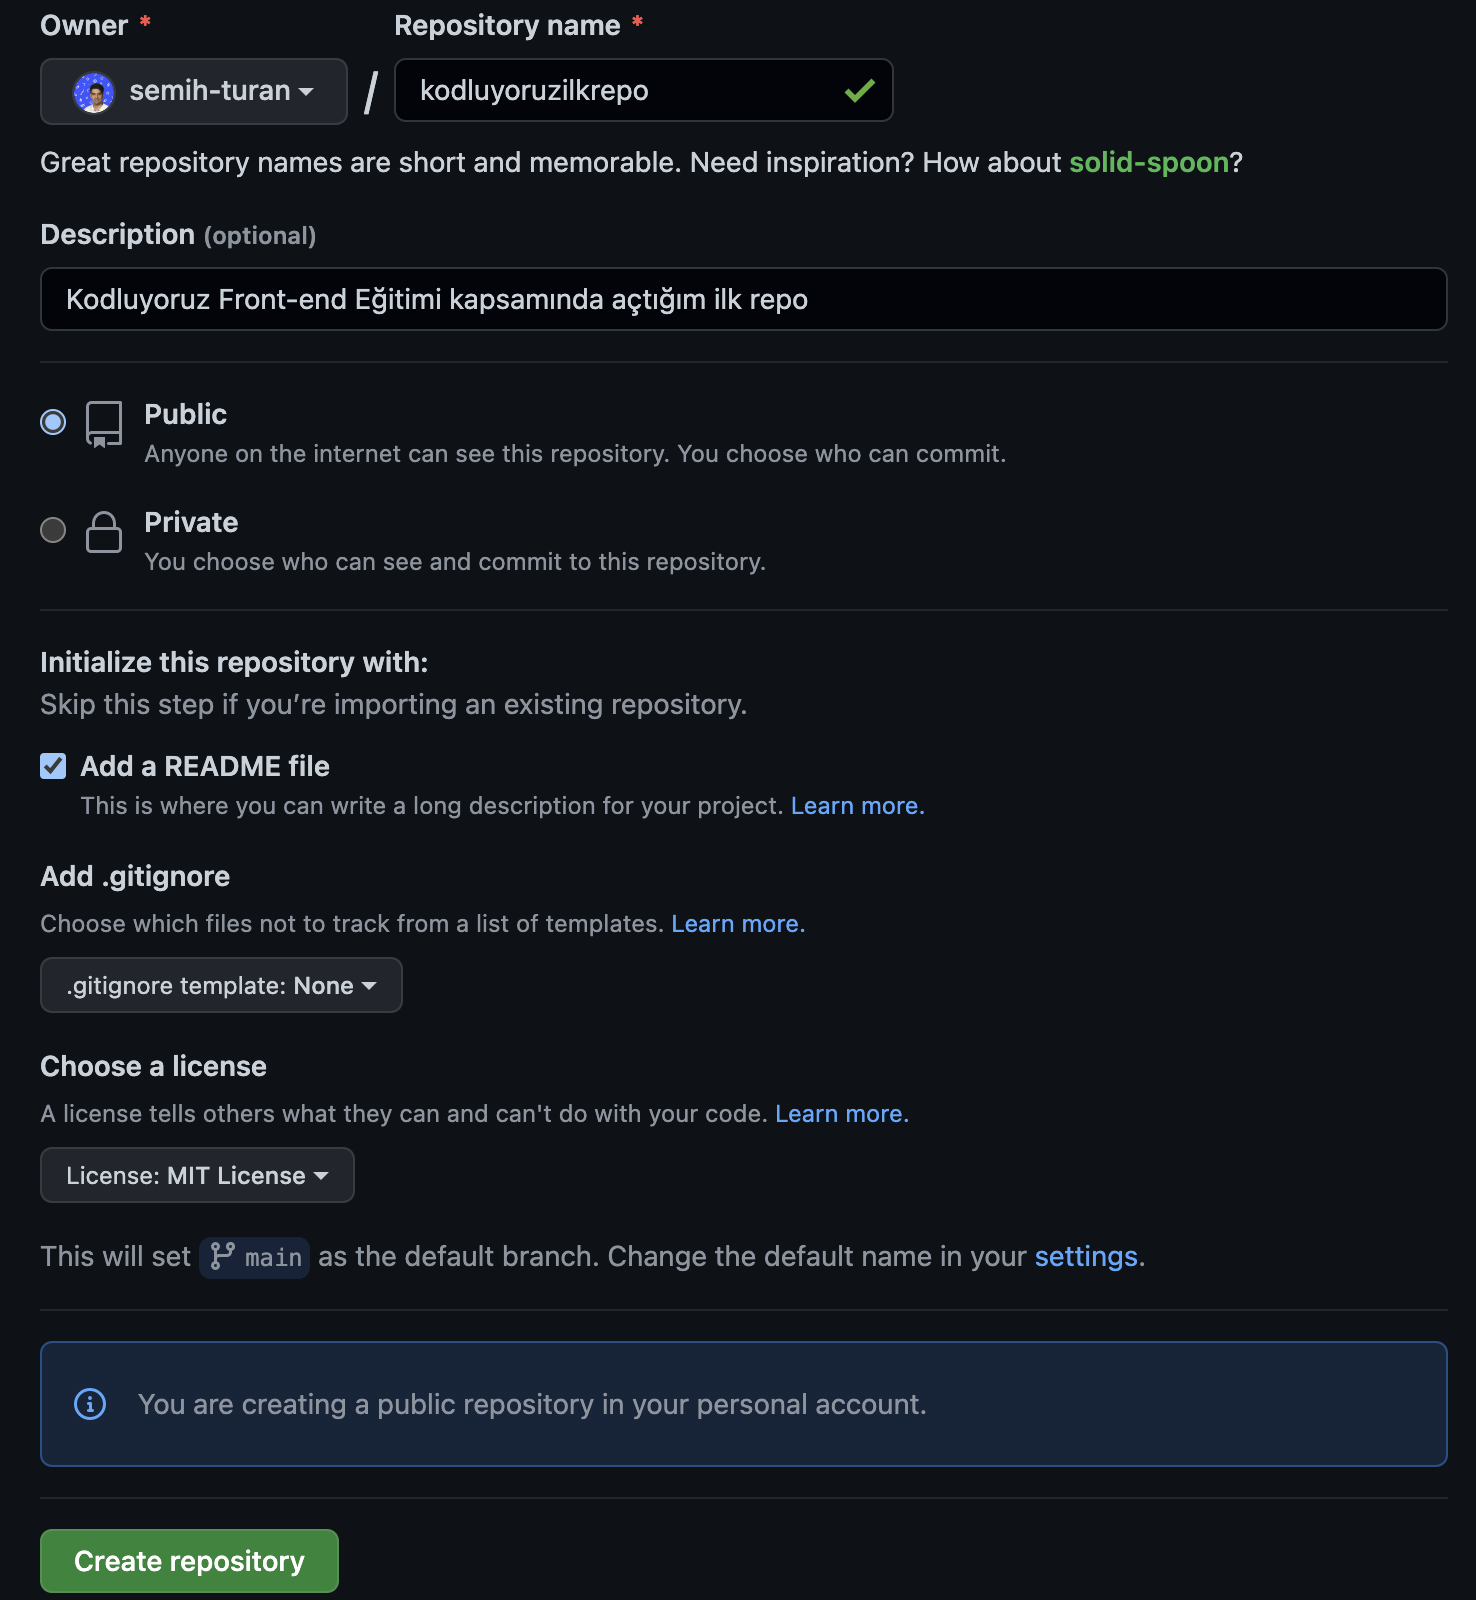 Owner *
Repository name *
semih-turan
/
kodluyoruzilkrepo
Great repository names are short and memorable. Need inspiration? How about solid-spoon?
Description (optional)
Kodluyoruz Front-end Eğitimi kapsamında açtığım ilk repo
Public
Anyone on the internet can see this repository. You choose who can commit.
Private
You choose who can see and commit to this repository.
Initialize this repository with:
Skip this step if you’re importing an existing repository.
Add a README file
This is where you can write a long description for your project. Learn more.
Add .gitignore
Choose which files not to track from a list of templates. Learn more.
.gitignore template: None
Choose a license
A license tells others what they can and can't do with your code. Learn more.
License: MIT License
This will set main as the default branch. Change the default name in your settings.
You are creating a public repository in your personal account.
Create repository